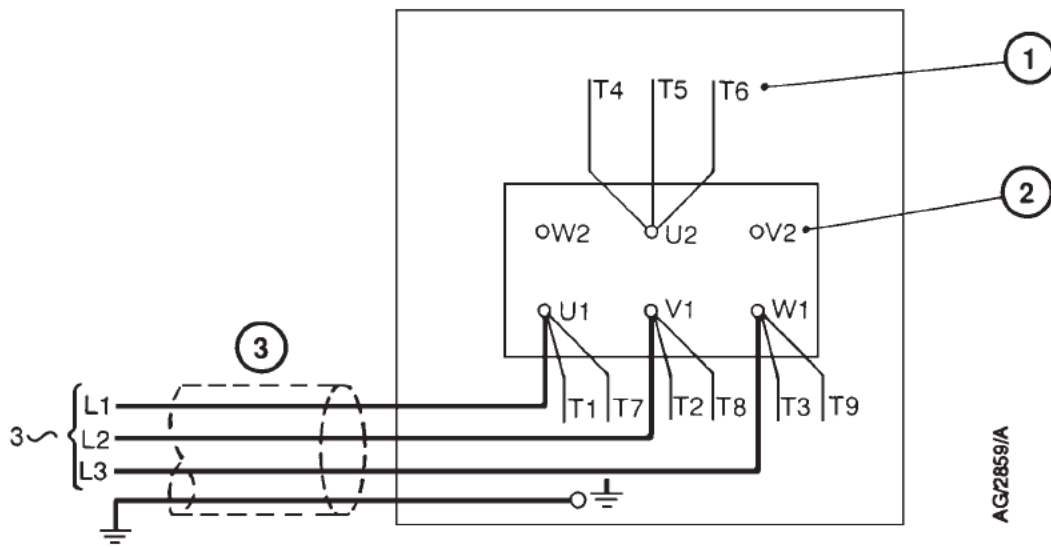 1
T4 T5 T6
2
W2 U2 V2
U1 V1 W1
3
L1 T1 T7 T2 T8 T3 T9
3~ L2
L3
AG/2859/A